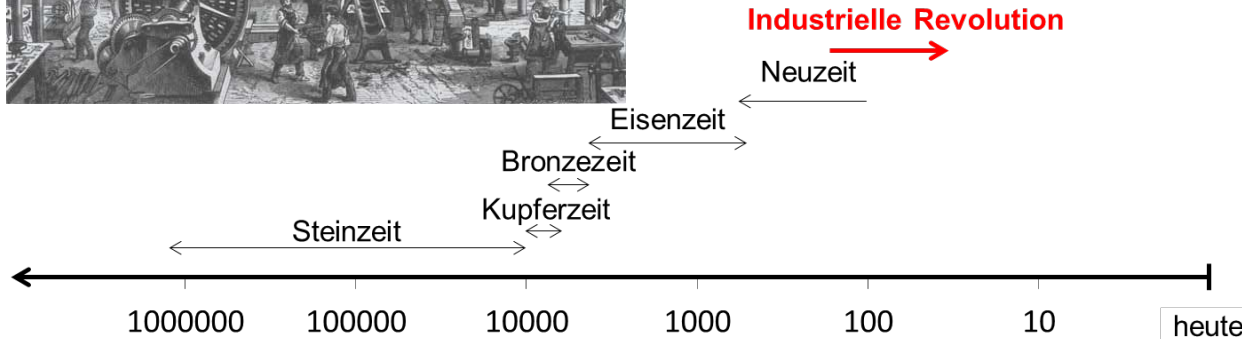 Industrielle Revolution
Neuzeit
Eisenzeit
Bronzezeit
Kupferzeit
Steinzeit
1000000 100000 10000 1000 100 10 heute